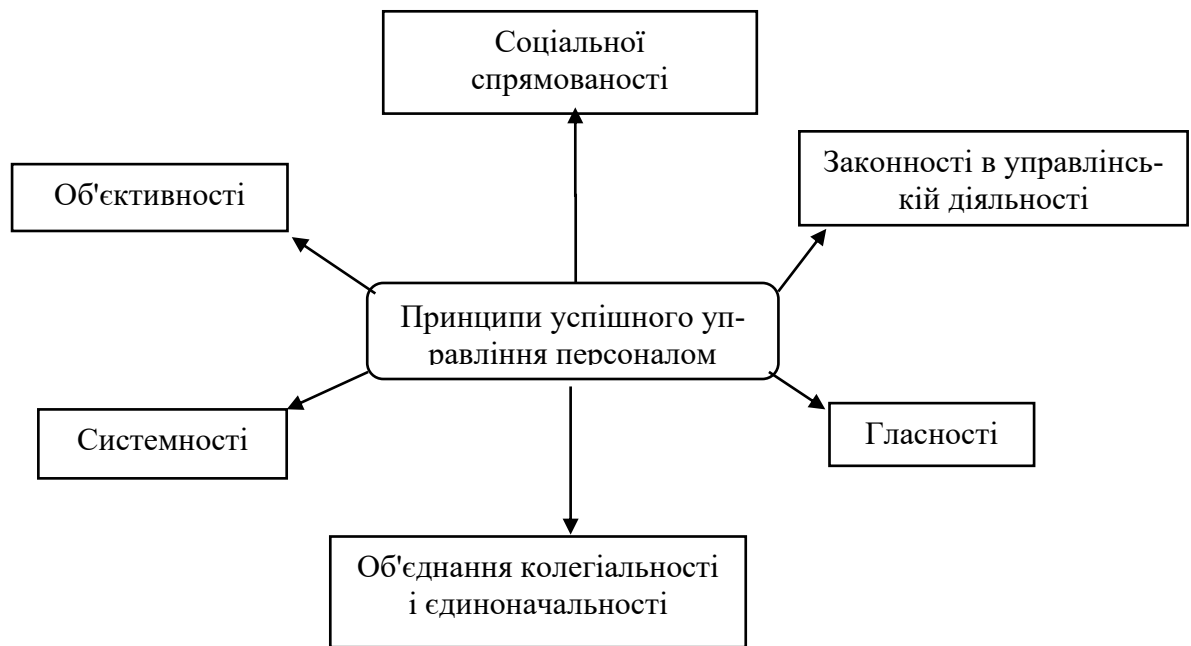 Соціальної
спрямованості
Законності в управлінсь-
кій діяльності
Об'єктивності
Принципи успішного уп-
равління персоналом
Системності
Гласності
Об'єднання колегіальності
і єдиноначальності